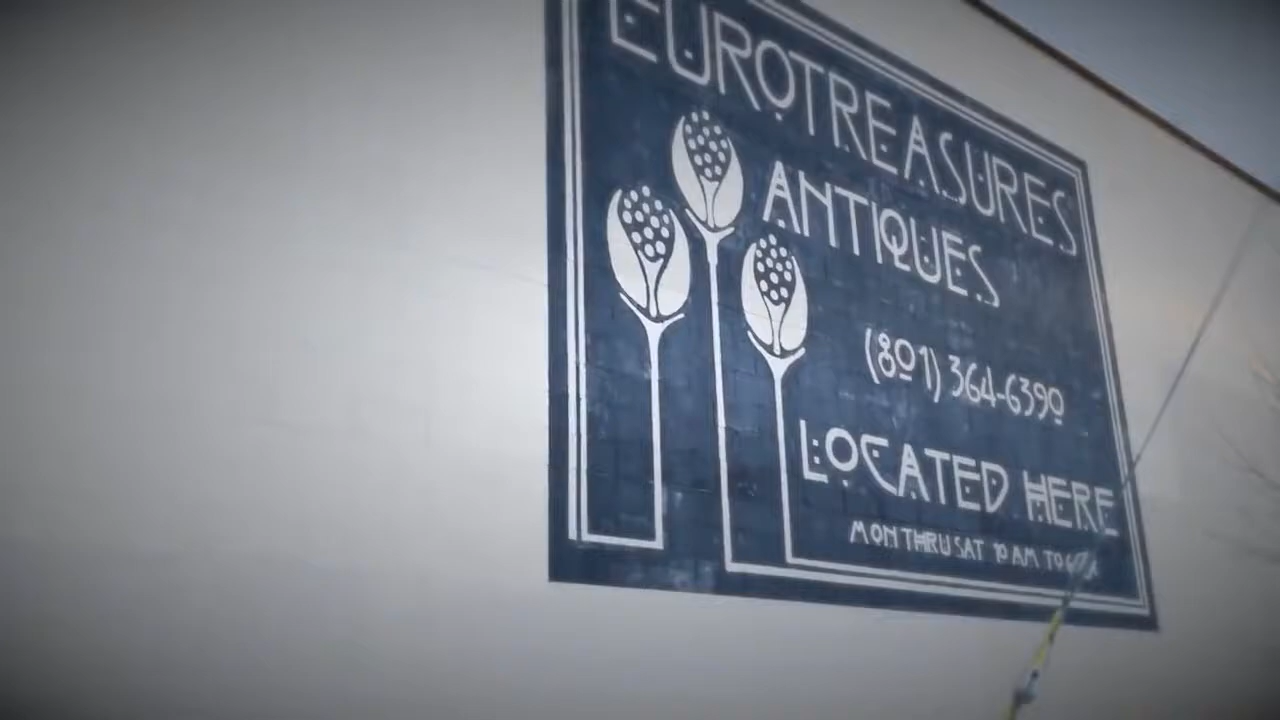 EUROTREASURES
ANTIQUES
(801) 364-6390
LOCATED HERE
MON THRU SAT 10 AM TO